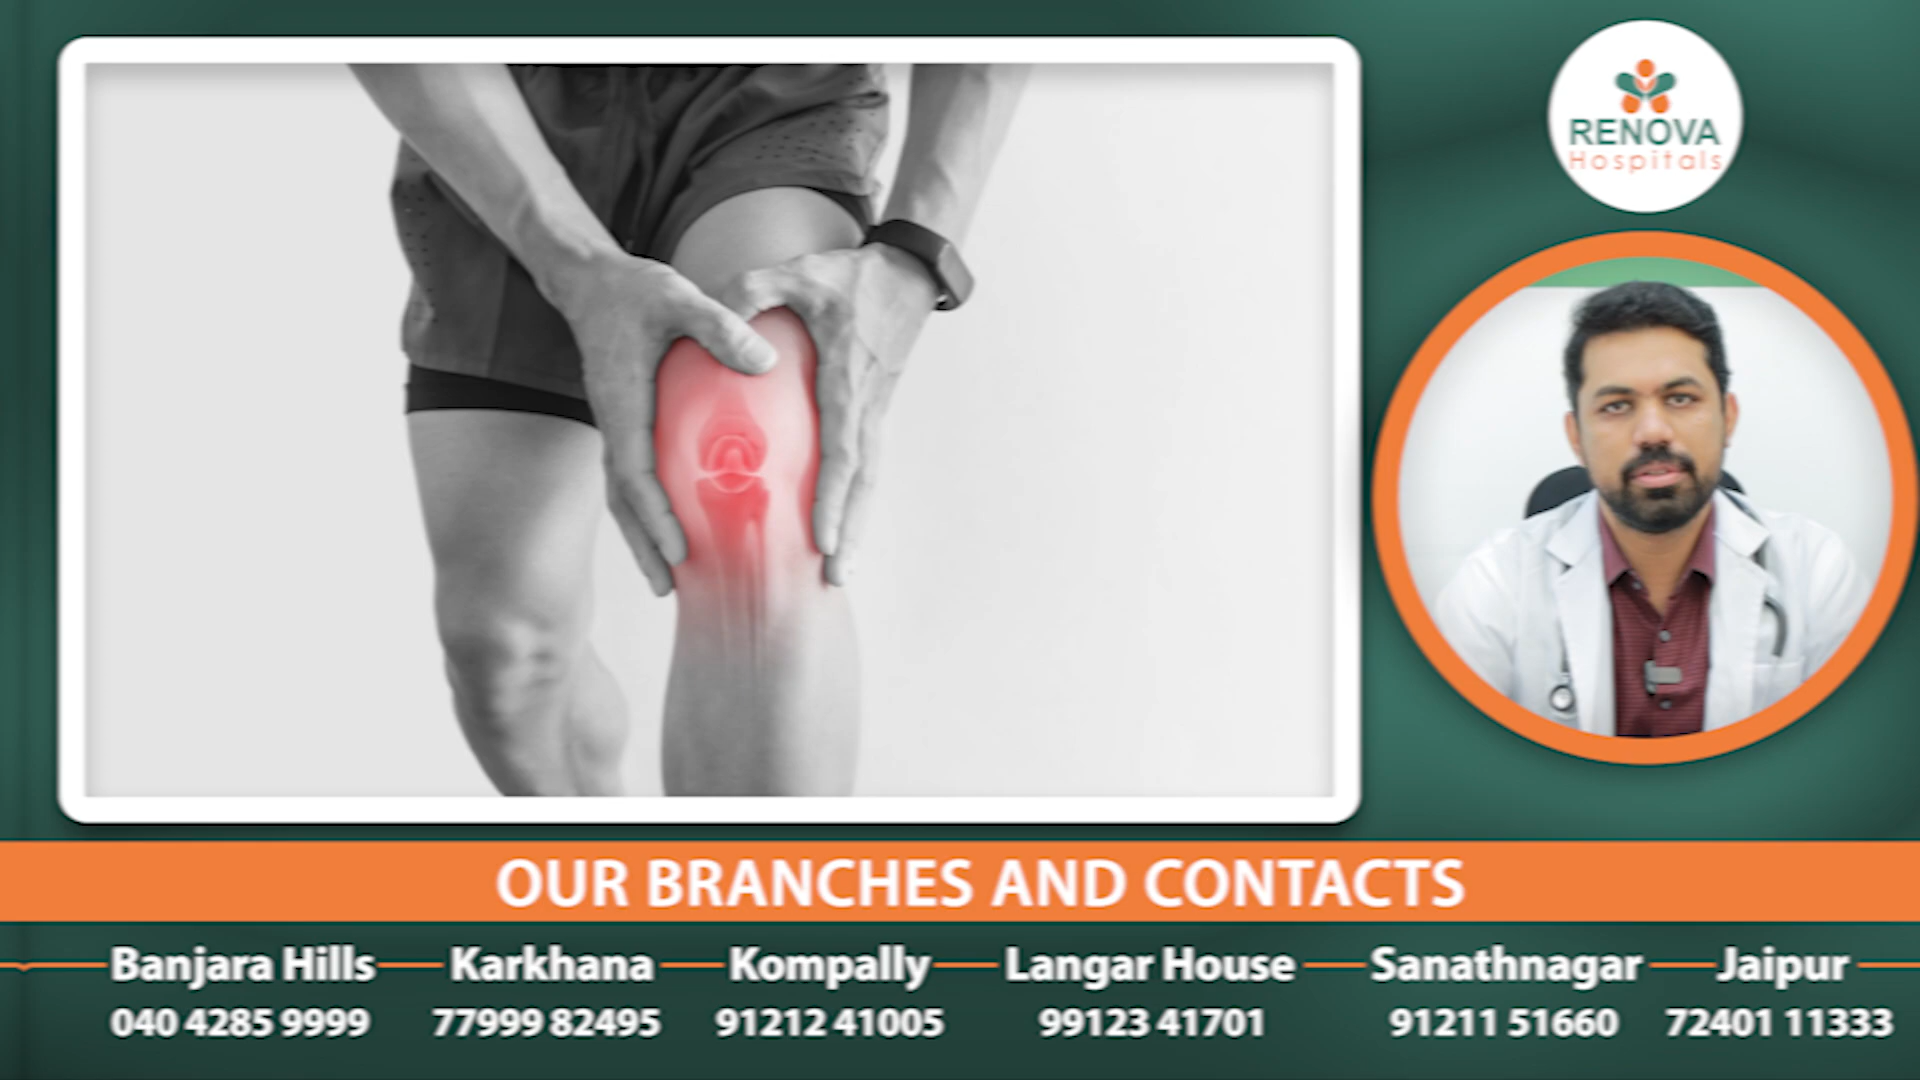 RENOVA
Hospitals
OUR BRANCHES AND CONTACTS
Banjara Hills Karkhana Kompally Langar House Sanathnagar Jaipur
040 4285 9999 77999 82495 91212 41005 99123 41701 91211 51660 72401 11333